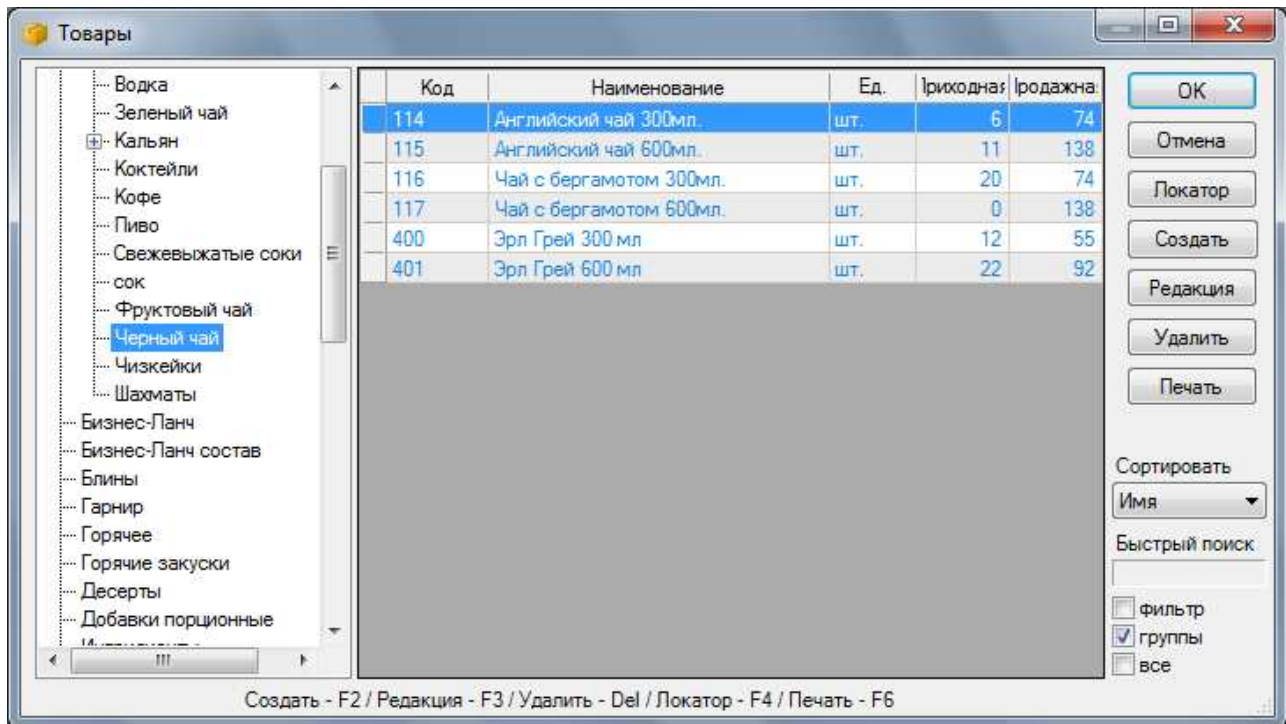 Товары
Водка
Зеленый чай
Кальян
Коктейли
Кофе
Пиво
Свежевыжатые соки
сок
Фруктовый чай
Черный чай
Чизкейки
Шахматы
Бизнес-Ланч
Бизнес-Ланч состав
Блины
Гарнир
Горячее
Горячие закуски
Десерты
Добавки порционные
Код Наименование Ед. Приходная Продажна
114 Английский чай 300мл. шт. 6 74
115 Английский чай 600мл. шт. 11 138
116 Чай с бергамотом 300мл. шт. 20 74
117 Чай с бергамотом 600мл. шт. 0 138
400 Эрл Грей 300 мл шт. 12 55
401 Эрл Грей 600 мл шт. 22 92
OK
Отмена
Локатор
Создать
Редакция
Удалить
Печать
Сортировать
Имя
Быстрый поиск
фильтр
группы
все
Создать - F2 / Редакция - F3 / Удалить - Del / Локатор - F4 / Печать - F6